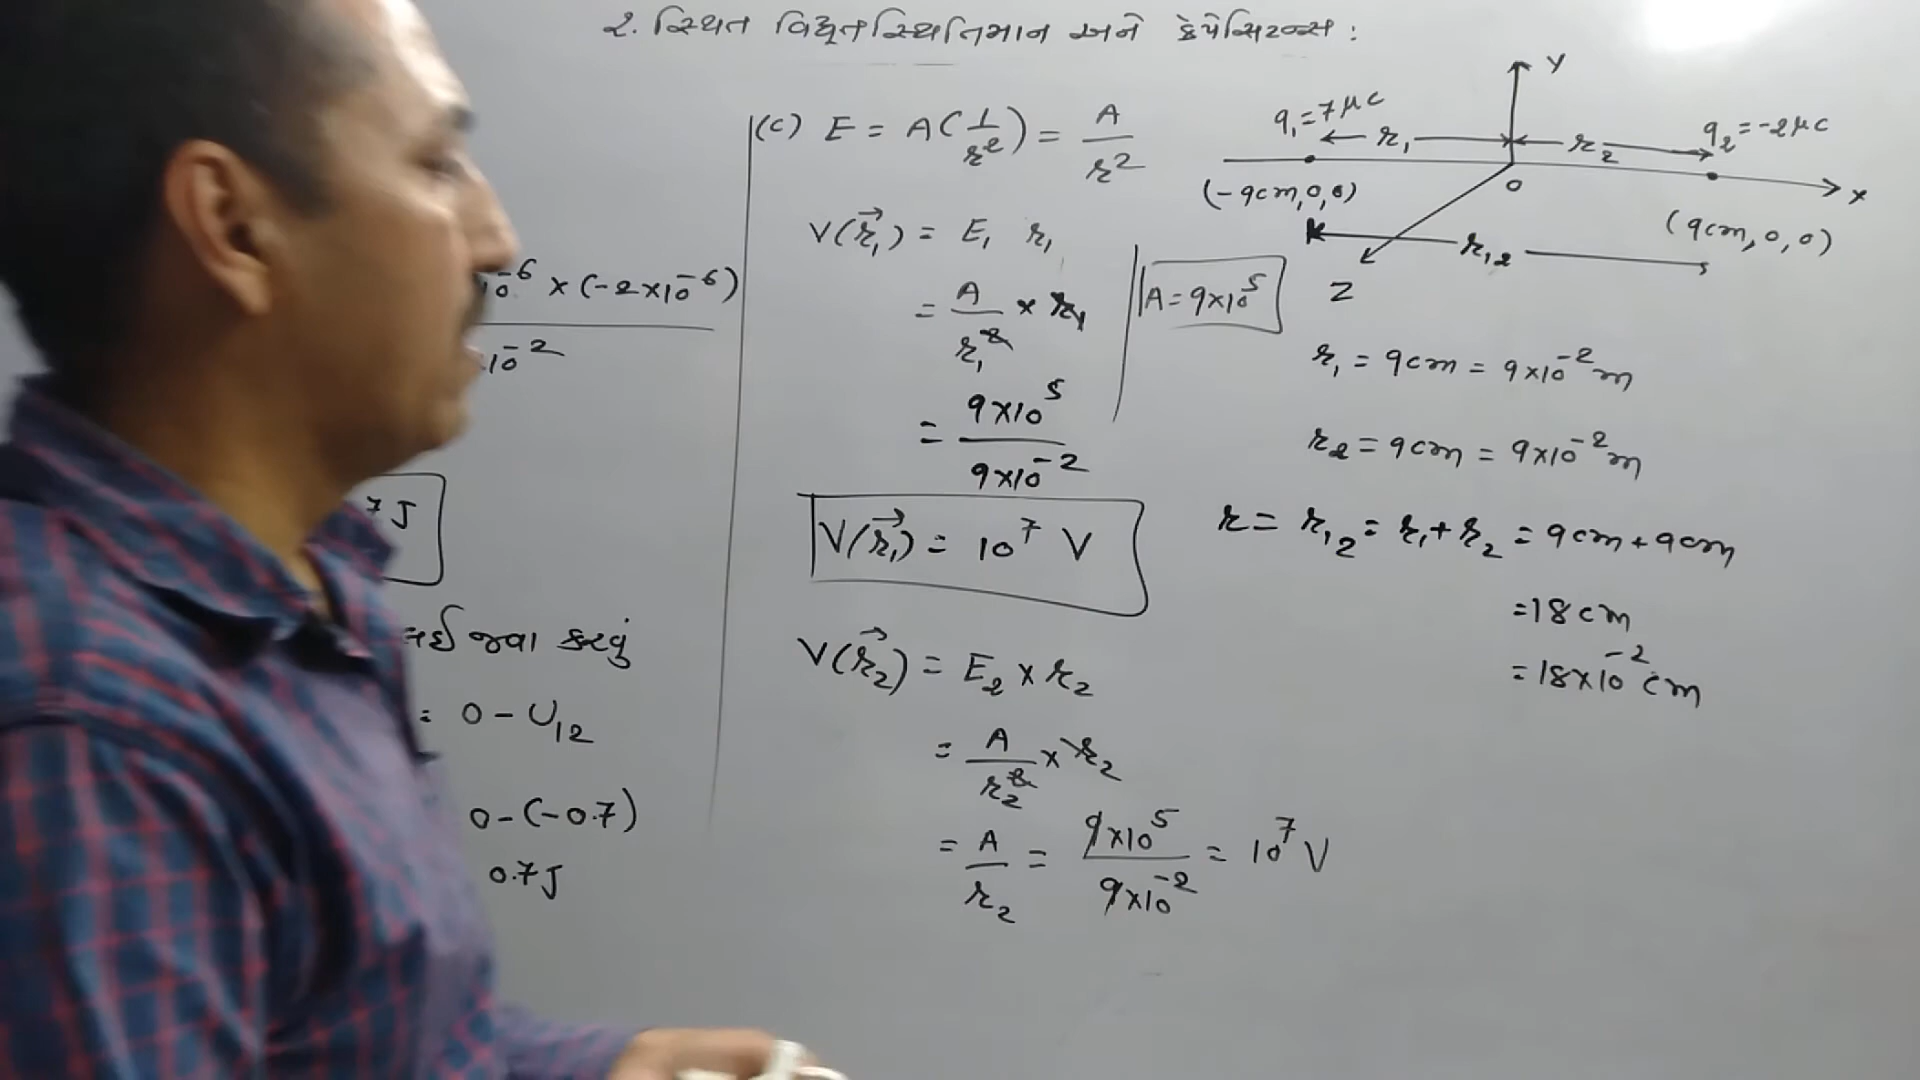 ૨. સ્થિત વિદ્યુતસ્થિતિમાન અને કેપેસિટન્સ :
10⁻⁶ × (-2×10⁻⁶)
10⁻²
7 J
જવા કરવું
= 0 - U₁₂
0 - (-0.7)
0.7J
(c) E = A(1/r²) = A/r²
V(r⃗₁) = E₁ r₁
= A/r₁² × r₁
= 9×10⁵/9×10⁻²
V(r⃗₁) = 10⁷ V
V(r⃗₂) = E₂ × r₂
= A/r₂² × r₂
= A/r₂ = 9×10⁵/9×10⁻² = 10⁷ V
A = 9×10⁵
Y
q₁ = 7μC
r₁
r₂
q₂ = -2μC
(-9cm,0,0)
O
X
(9cm,0,0)
r₁₂
Z
r₁ = 9cm = 9×10⁻² m
r₂ = 9cm = 9×10⁻² m
r = r₁₂ = r₁ + r₂ = 9cm + 9cm
= 18cm
= 18×10⁻² cm